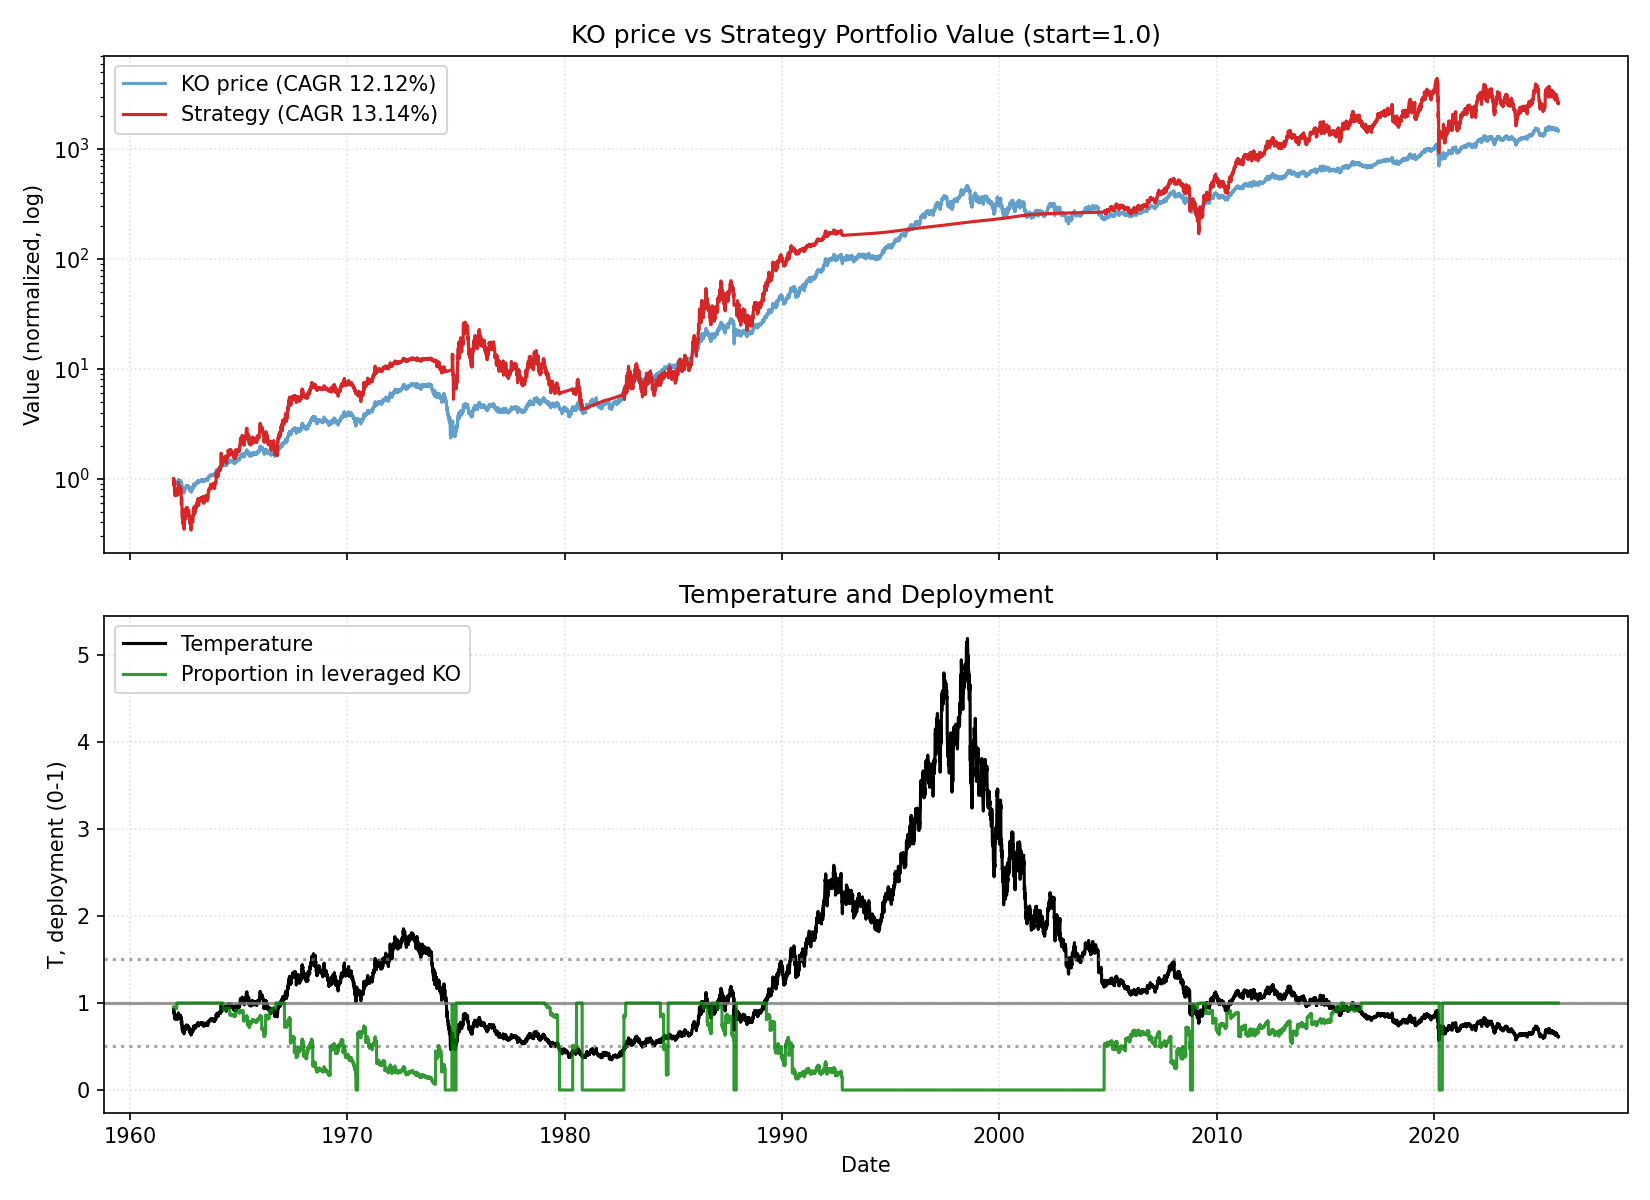 KO price vs Strategy Portfolio Value (start=1.0)
KO price (CAGR 12.12%)
Strategy (CAGR 13.14%)
Value (normalized, log)
10³
10²
10¹
10⁰
Temperature and Deployment
Temperature
Proportion in leveraged KO
T, deployment (0-1)
5
4
3
2
1
0
1960 1970 1980 1990 2000 2010 2020
Date